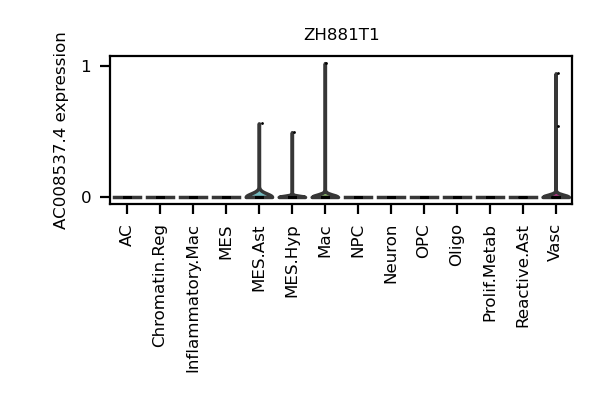 ZH881T1
AC008537.4 expression
1
0
AC
Chromatin.Reg
Inflammatory.Mac
MES
MES.Ast
MES.Hyp
Mac
NPC
Neuron
OPC
Oligo
Prolif.Metab
Reactive.Ast
Vasc